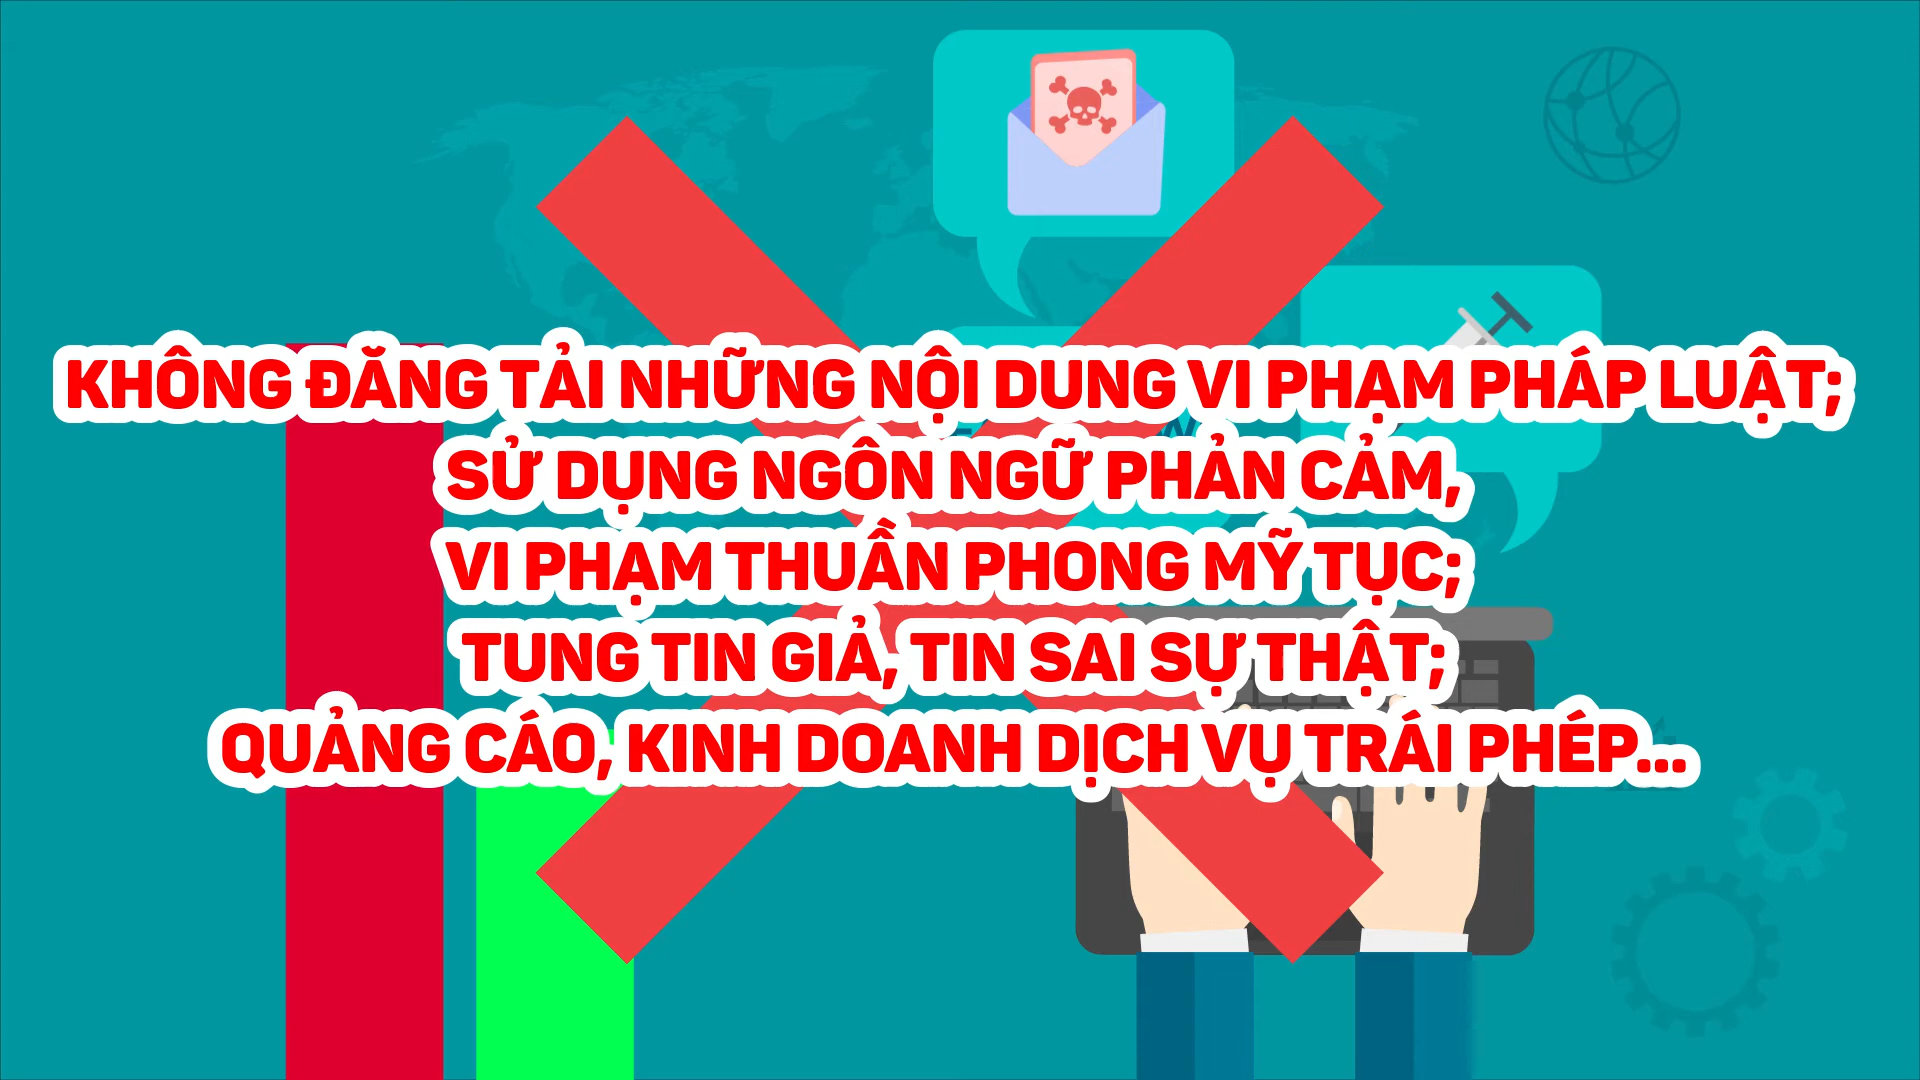 KHÔNG ĐĂNG TẢI NHỮNG NỘI DUNG VI PHẠM PHÁP LUẬT;
SỬ DỤNG NGÔN NGỮ PHẢN CẢM,
VI PHẠM THUẦN PHONG MỸ TỤC;
TUNG TIN GIẢ, TIN SAI SỰ THẬT;
QUẢNG CÁO, KINH DOANH DỊCH VỤ TRÁI PHÉP...